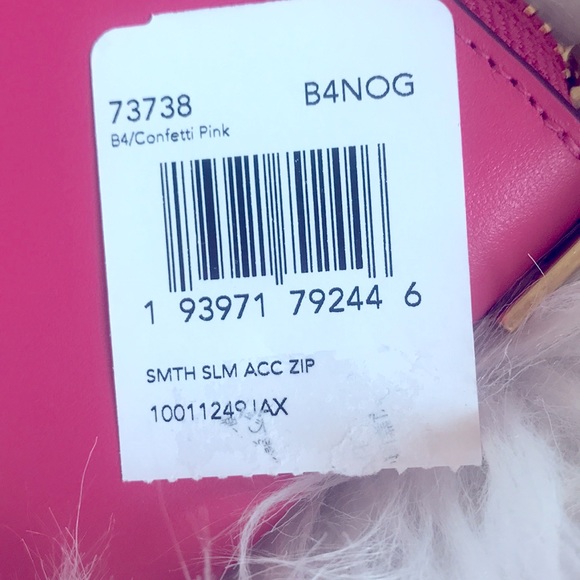 73738 B4NOG
B4/Confetti Pink
1 93971 79244 6
SMTH SLM ACC ZIP